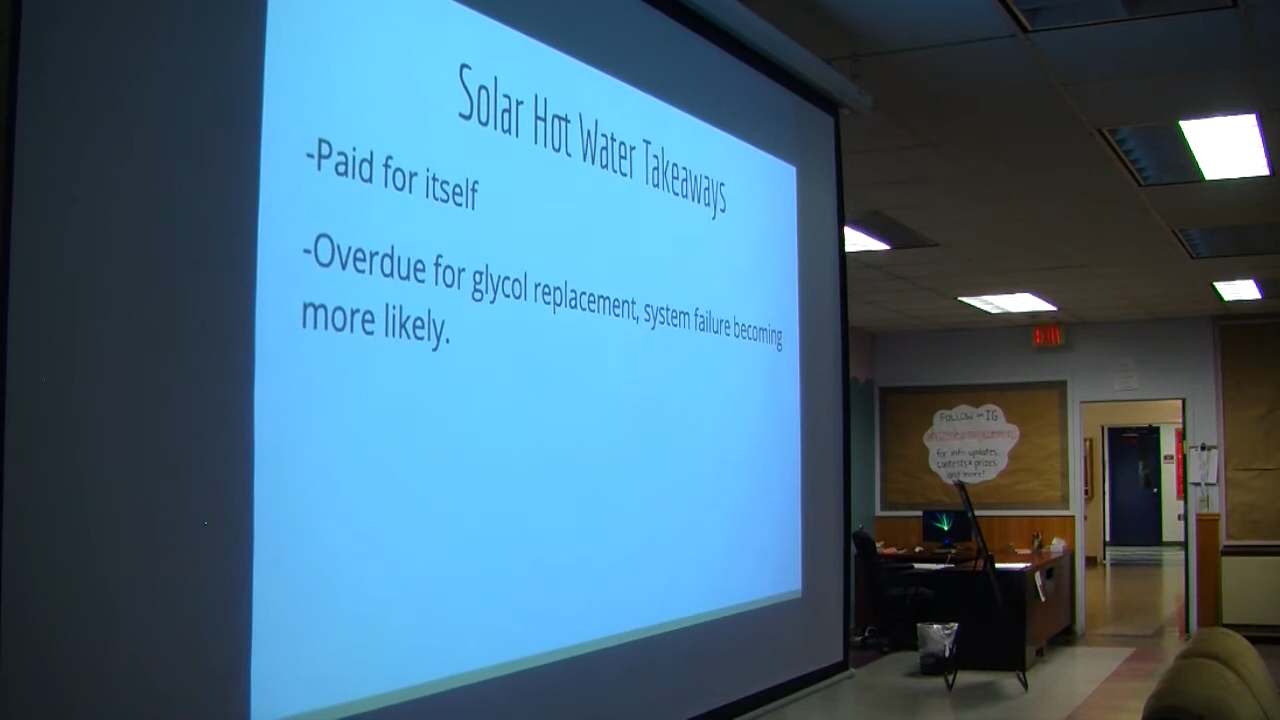 Solar Hot Water Takeaways
-Paid for itself
-Overdue for glycol replacement, system failure becoming
more likely.
EXIT
FOLLOW on IG
for info updates,
contests & prizes,
and more!